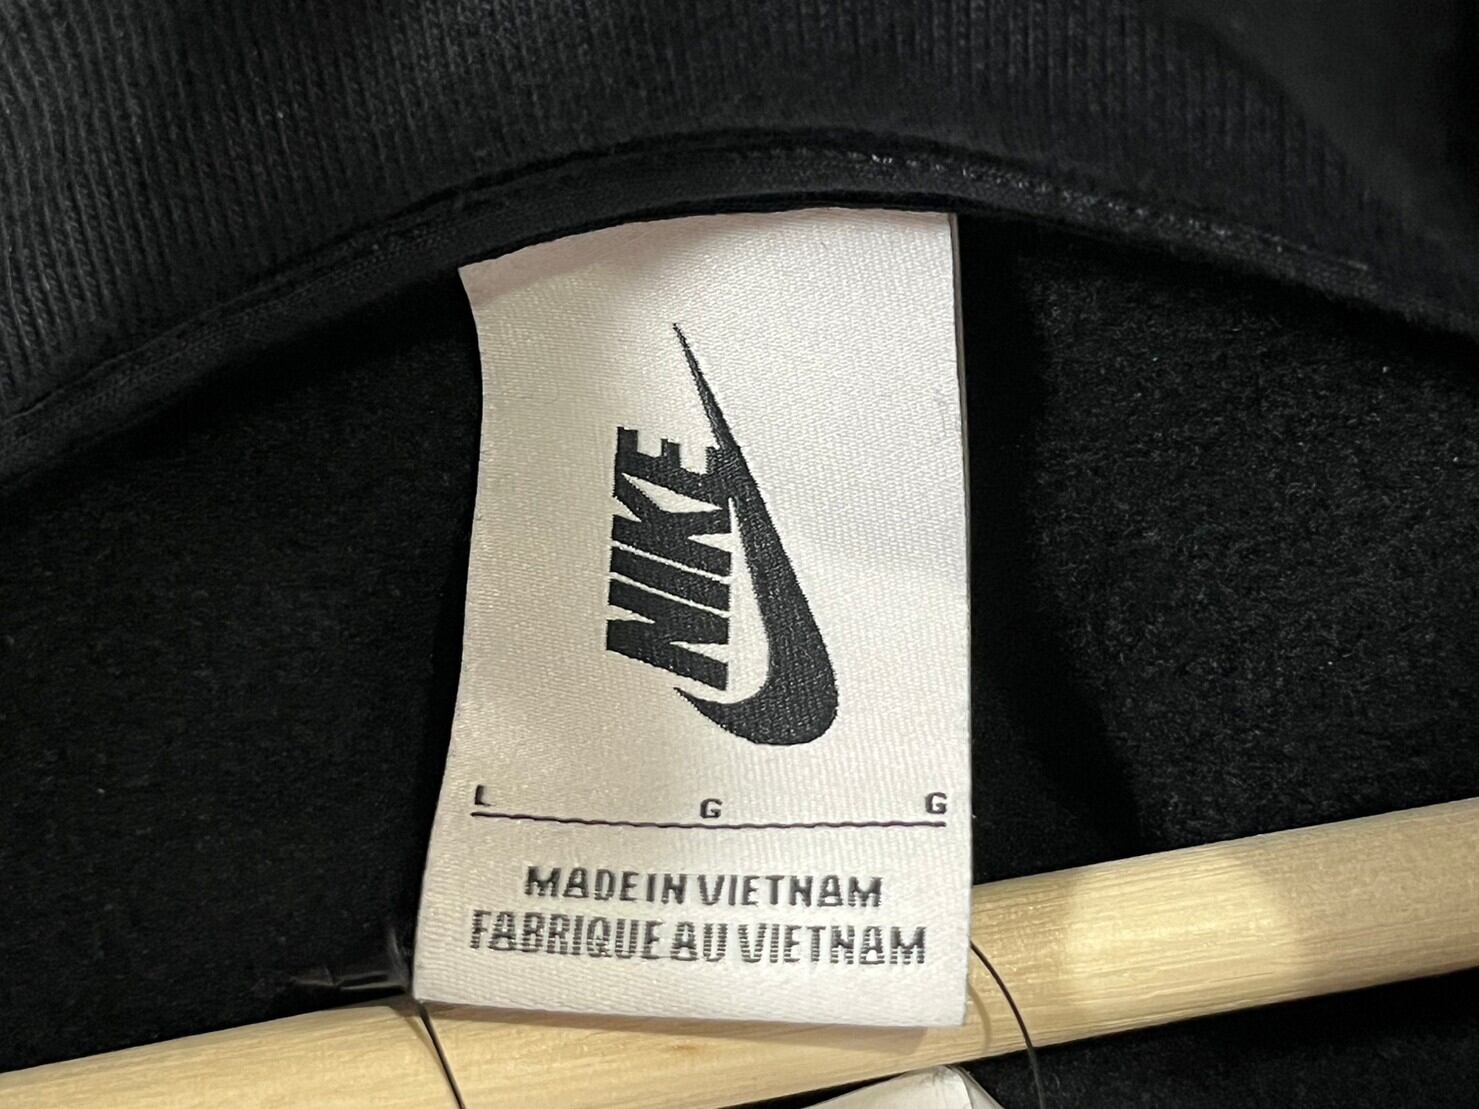 NIKE
L G G
MADE IN VIETNAM
FABRIQUE AU VIETNAM